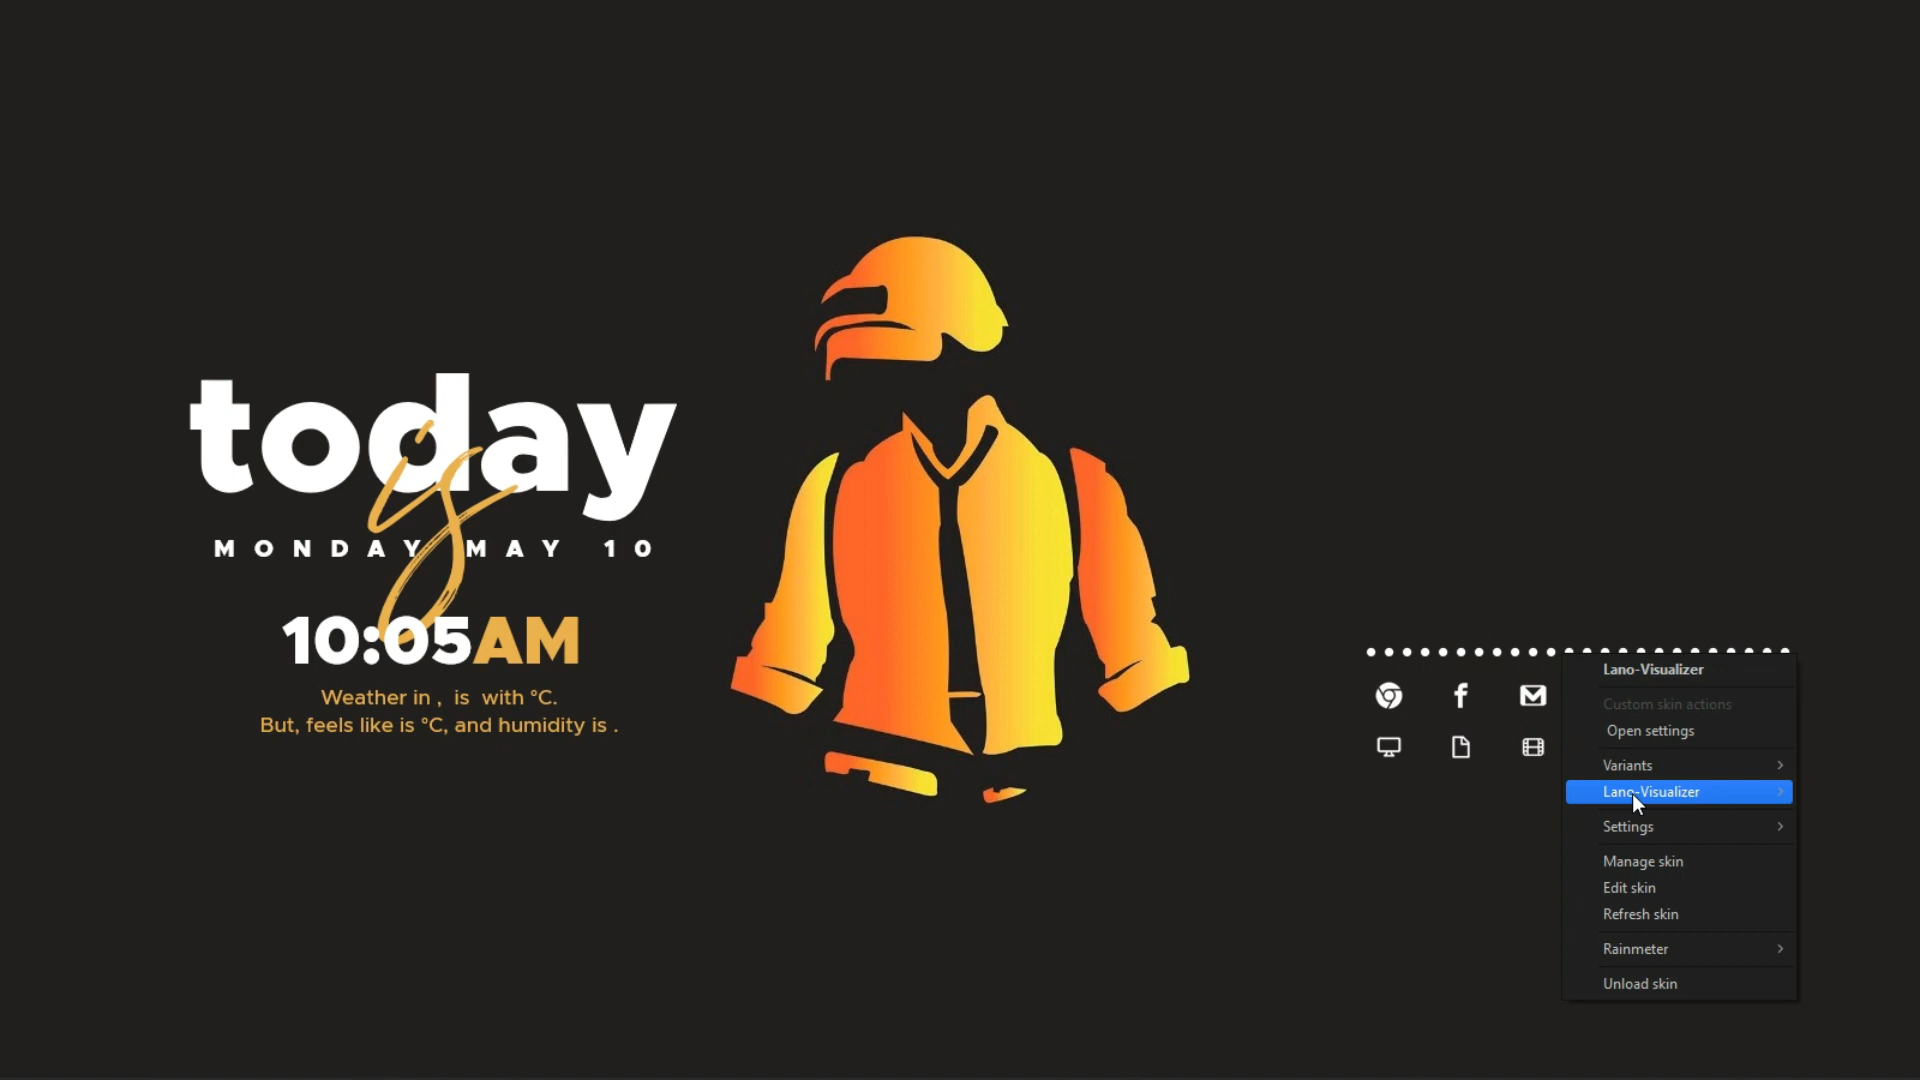 today
is
MONDAY MAY 10
10:05AM
Weather in , is with °C.
But, feels like is °C, and humidity is .
Lano-Visualizer
Custom skin actions
Open settings
Variants
Lano-Visualizer
Settings
Manage skin
Edit skin
Refresh skin
Rainmeter
Unload skin